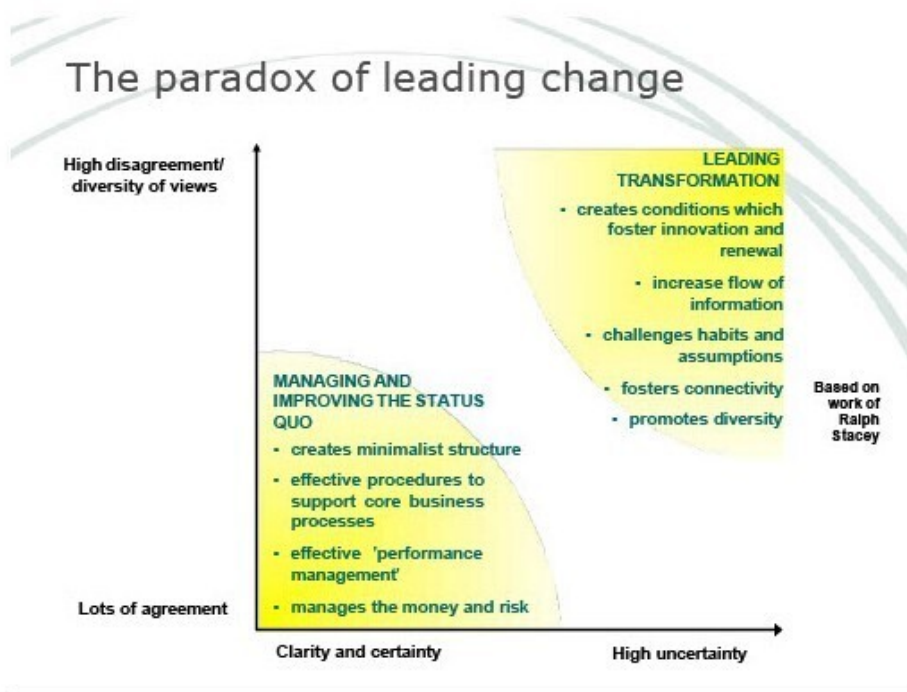 The paradox of leading change
High disagreement/
diversity of views
LEADING
TRANSFORMATION
▪ creates conditions which
foster innovation and
renewal
▪ increase flow of
information
▪ challenges habits and
assumptions
▪ fosters connectivity
▪ promotes diversity
Based on
work of
Ralph
Stacey
MANAGING AND
IMPROVING THE STATUS
QUO
▪ creates minimalist structure
▪ effective procedures to
support core business
processes
▪ effective 'performance
management'
▪ manages the money and risk
Lots of agreement
Clarity and certainty
High uncertainty